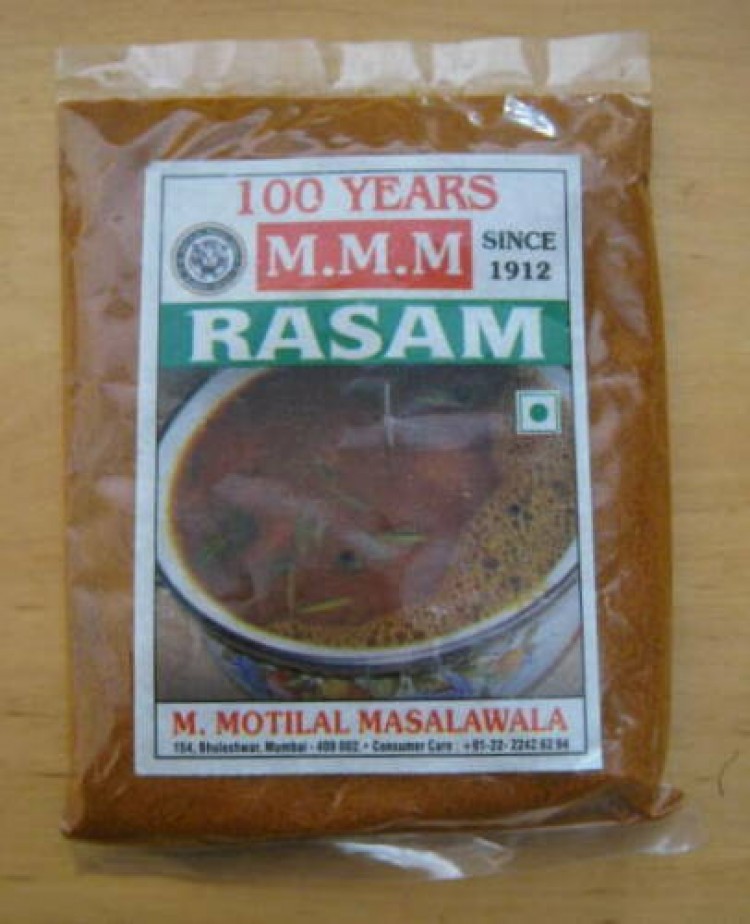 100 YEARS
M.M.M
SINCE
1912
RASAM
M. MOTILAL MASALAWALA
154, Bhuleshwar, Mumbai - 400 002. • Consumer Care : +91-22- 2242 62 94